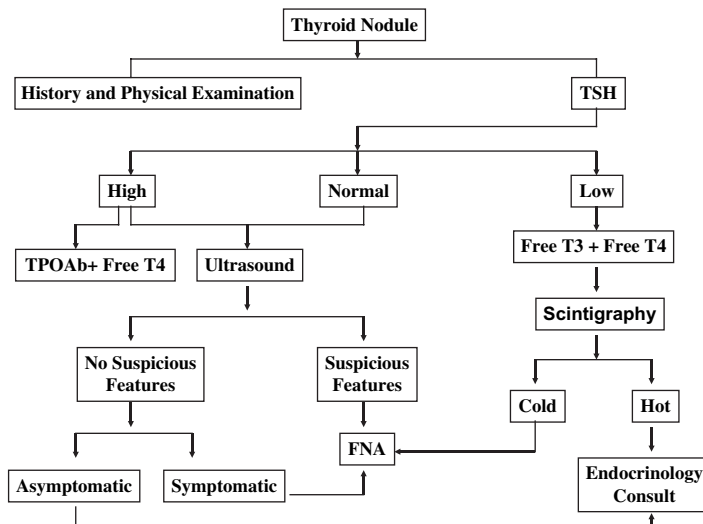 Thyroid Nodule
History and Physical Examination
TSH
High
Normal
Low
TPOAb+ Free T4
Ultrasound
Free T3 + Free T4
Scintigraphy
No Suspicious
Features
Suspicious
Features
Cold
Hot
FNA
Asymptomatic
Symptomatic
Endocrinology
Consult